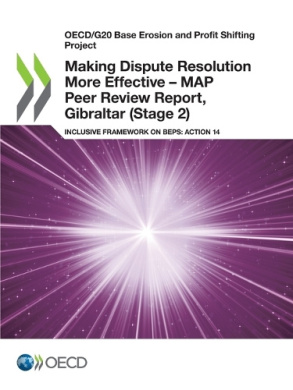 OECD/G20 Base Erosion and Profit Shifting
Project
Making Dispute Resolution
More Effective – MAP
Peer Review Report,
Gibraltar (Stage 2)
INCLUSIVE FRAMEWORK ON BEPS: ACTION 14
OECD